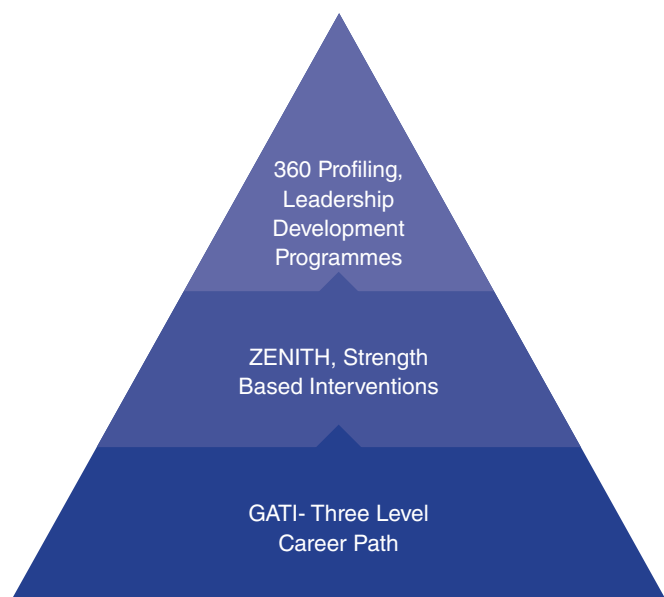 360 Profiling,
Leadership
Development
Programmes
ZENITH, Strength
Based Interventions
GATI- Three Level
Career Path